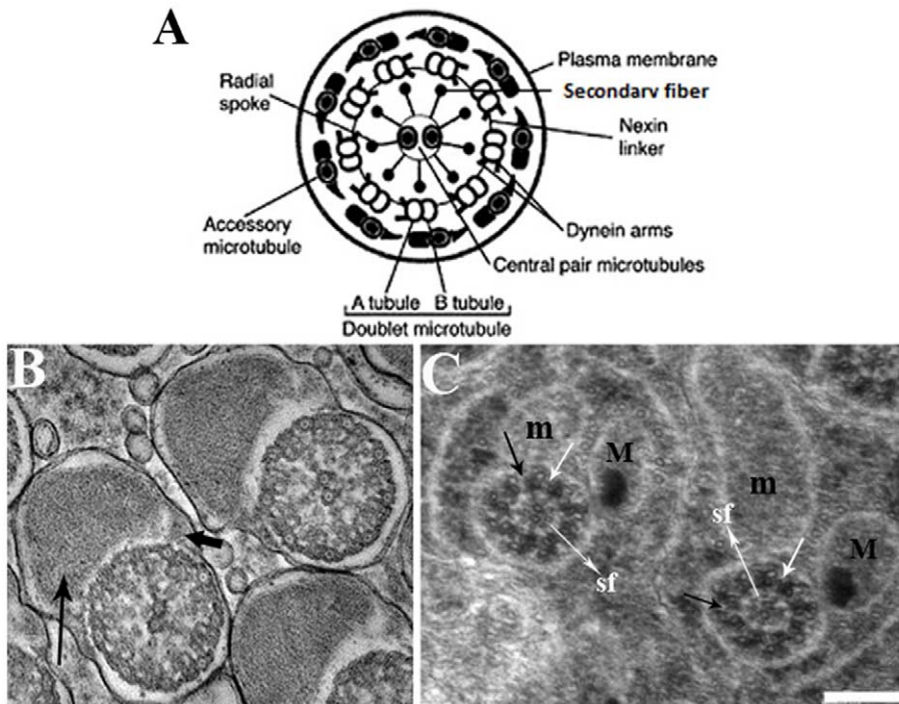 A
Radial
spoke
Plasma membrane
Secondarv fiber
Nexin
linker
Accessory
microtubule
Dynein arms
Central pair microtubules
A tubule B tubule
Doublet microtubule
B
C
m
M
m
sf
M
sf